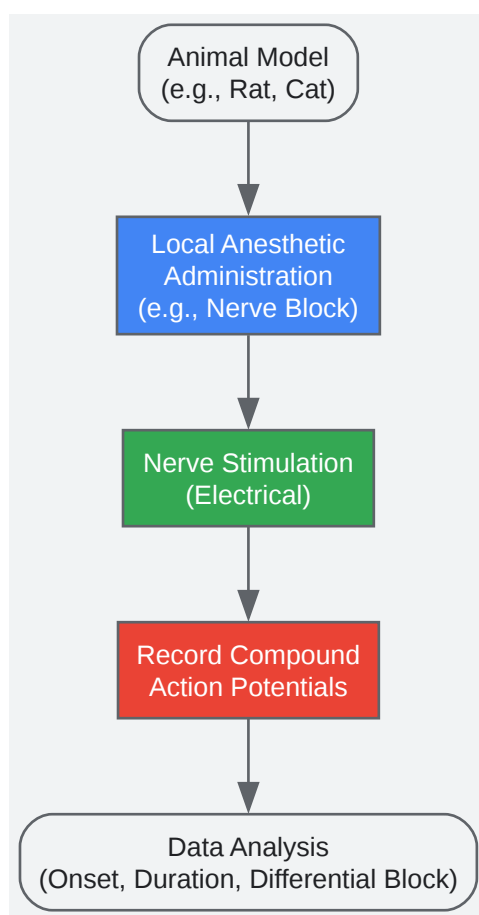 Animal Model
(e.g., Rat, Cat)
Local Anesthetic
Administration
(e.g., Nerve Block)
Nerve Stimulation
(Electrical)
Record Compound
Action Potentials
Data Analysis
(Onset, Duration, Differential Block)